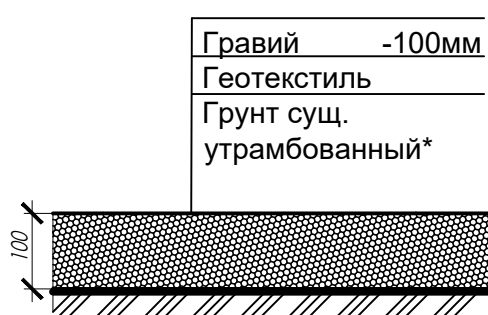 Гравий -100мм
Геотекстиль
Грунт сущ.
утрамбованный*
100